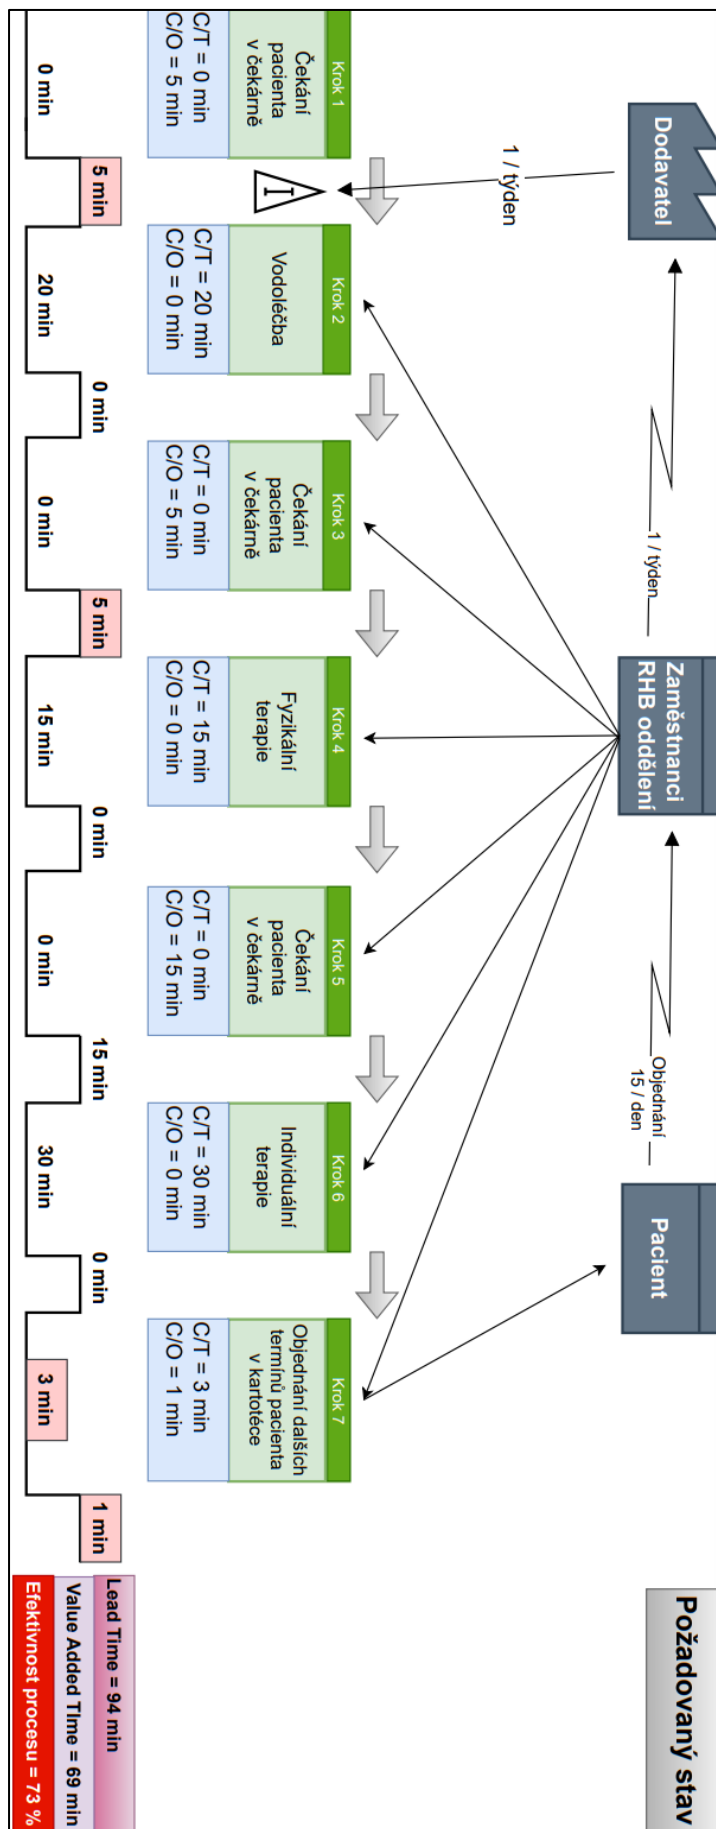 Požadovaný stav
Dodavatel
1 / týden
Zaměstnanci
RHB oddělení
Objednání
15 / den
Pacient
1 / týden
I
Krok 1
Čekání
pacienta
v čekárně
C/T = 0 min
C/O = 5 min
Krok 2
Vodoléčba
C/T = 20 min
C/O = 0 min
Krok 3
Čekání
pacienta
v čekárně
C/T = 0 min
C/O = 5 min
Krok 4
Fyzikální
terapie
C/T = 15 min
C/O = 0 min
Krok 5
Čekání
pacienta
v čekárně
C/T = 0 min
C/O = 15 min
Krok 6
Individuální
terapie
C/T = 30 min
C/O = 0 min
Krok 7
Objednání dalších
termínů pacienta
v kartotéce
C/T = 3 min
C/O = 1 min
0 min
5 min
20 min
0 min
0 min
5 min
15 min
0 min
0 min
15 min
30 min
0 min
3 min
1 min
Lead Time = 94 min
Value Added TIme = 69 min
Efektivnost procesu = 73 %